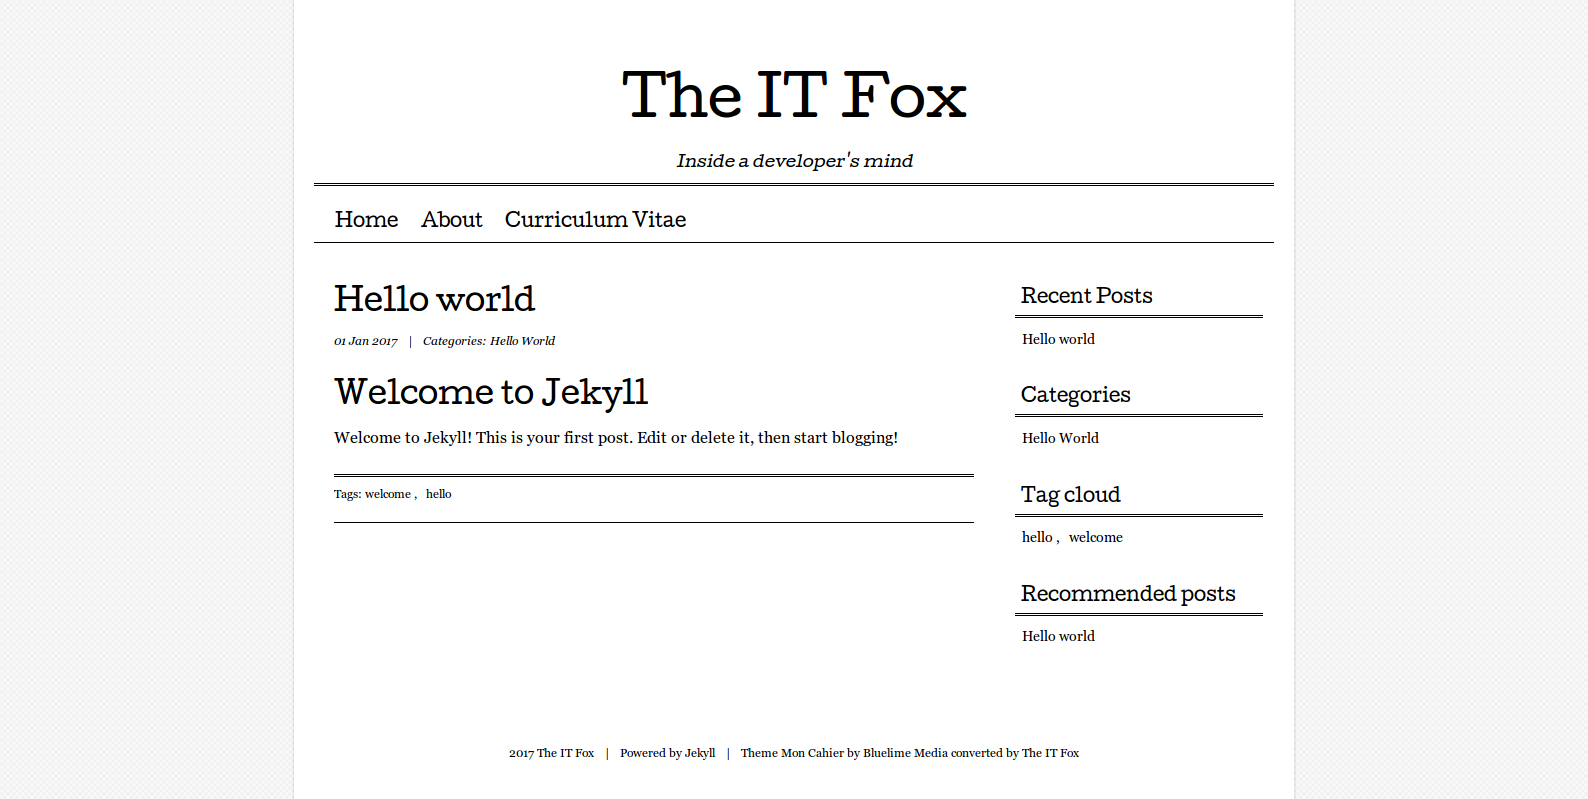 The IT Fox
Inside a developer's mind
Home About Curriculum Vitae
Hello world
01 Jan 2017 | Categories: Hello World
Welcome to Jekyll
Welcome to Jekyll! This is your first post. Edit or delete it, then start blogging!
Tags: welcome , hello
Recent Posts
Hello world
Categories
Hello World
Tag cloud
hello , welcome
Recommended posts
Hello world
2017 The IT Fox | Powered by Jekyll | Theme Mon Cahier by Bluelime Media converted by The IT Fox